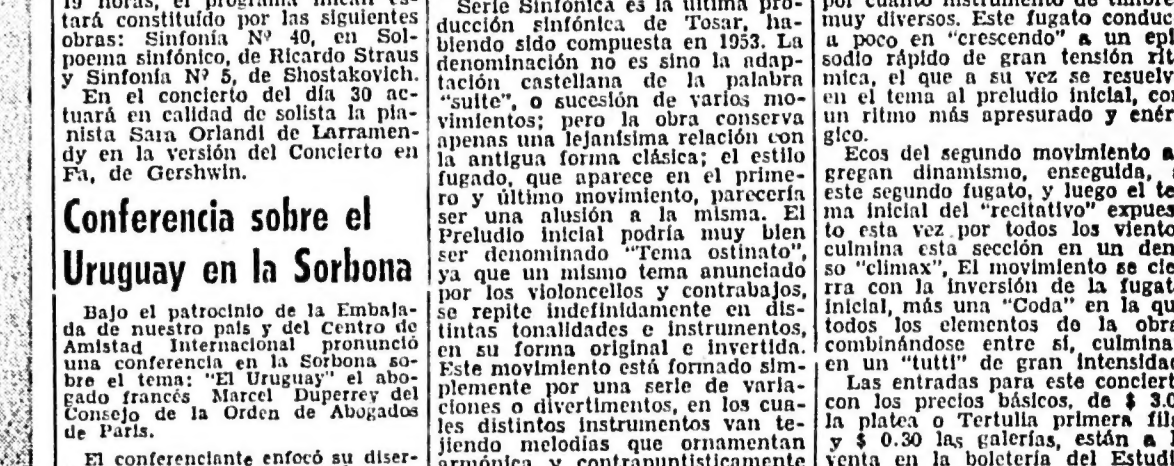 19 horas, el programa
tará constituído por las siguientes
obras: Sinfonía Nº 40, en Sol-
poema sinfónico, de Ricardo Straus
y Sinfonía Nº 5, de Shostakovich.
En el concierto del día 30 ac-
tuará en calidad de solista la pia-
nista Sara Orlandi de Larramen-
dy en la versión del Concierto en
Fa, de Gershwin.
Conferencia sobre el
Uruguay en la Sorbona
Bajo el patrocinio de la Embaja-
da de nuestro país y del Centro de
Amistad Internacional pronunció
una conferencia en la Sorbona so-
bre el tema: "El Uruguay" el abo-
gado francés Marcel Duperrey del
Consejo de la Orden de Abogados
de París.
El conferenciante enfocó su diser-
Serie Sinfónica es la última pro-
ducción sinfónica de Tosar, ha-
biendo sido compuesta en 1953. La
denominación no es sino la adap-
tación castellana de la palabra
"suite", o sucesión de varios mo-
vimientos; pero la obra conserva
apenas una lejanísima relación con
la antigua forma clásica; el estilo
fugado, que aparece en el prime-
ro y último movimiento, parecería
ser una alusión a la misma. El
Preludio inicial podría muy bien
ser denominado "Tema ostinato",
ya que un mismo tema anunciado
por los violoncellos y contrabajos,
se repite indefinidamente en dis-
tintas tonalidades e instrumentos,
en su forma original e invertida.
Este movimiento está formado sim-
plemente por una serie de varia-
ciones o divertimentos, en los cua-
les distintos instrumentos van te-
jiendo melodías que ornamentan
armónica y contrapuntísticamente
por cuanto instrumento de timbre
muy diversos. Este fugato conduc
a poco en "crescendo" a un epi
sodio rápido de gran tensión rít
mica, el que a su vez se resuelv
en el tema al preludio inicial, co
un ritmo más apresurado y enér
gico.
Ecos del segundo movimiento a
gregan dinamismo, enseguida,
este segundo fugato, y luego el te
ma inicial del "recitativo" expues
to esta vez por todos los viento
culmina esta sección en un den
so "climax", El movimiento se cie
rra con la inversión de la fugat
inicial, más una "Coda" en la qu
todos los elementos de la obra
combinándose entre sí, culmina
en un "tutti" de gran intensida
Las entradas para este conciert
con los precios básicos, de $ 3.0
la platea o Tertulia primera fil
y $ 0.30 las galerías, están a l
venta en la boletería del Estudi